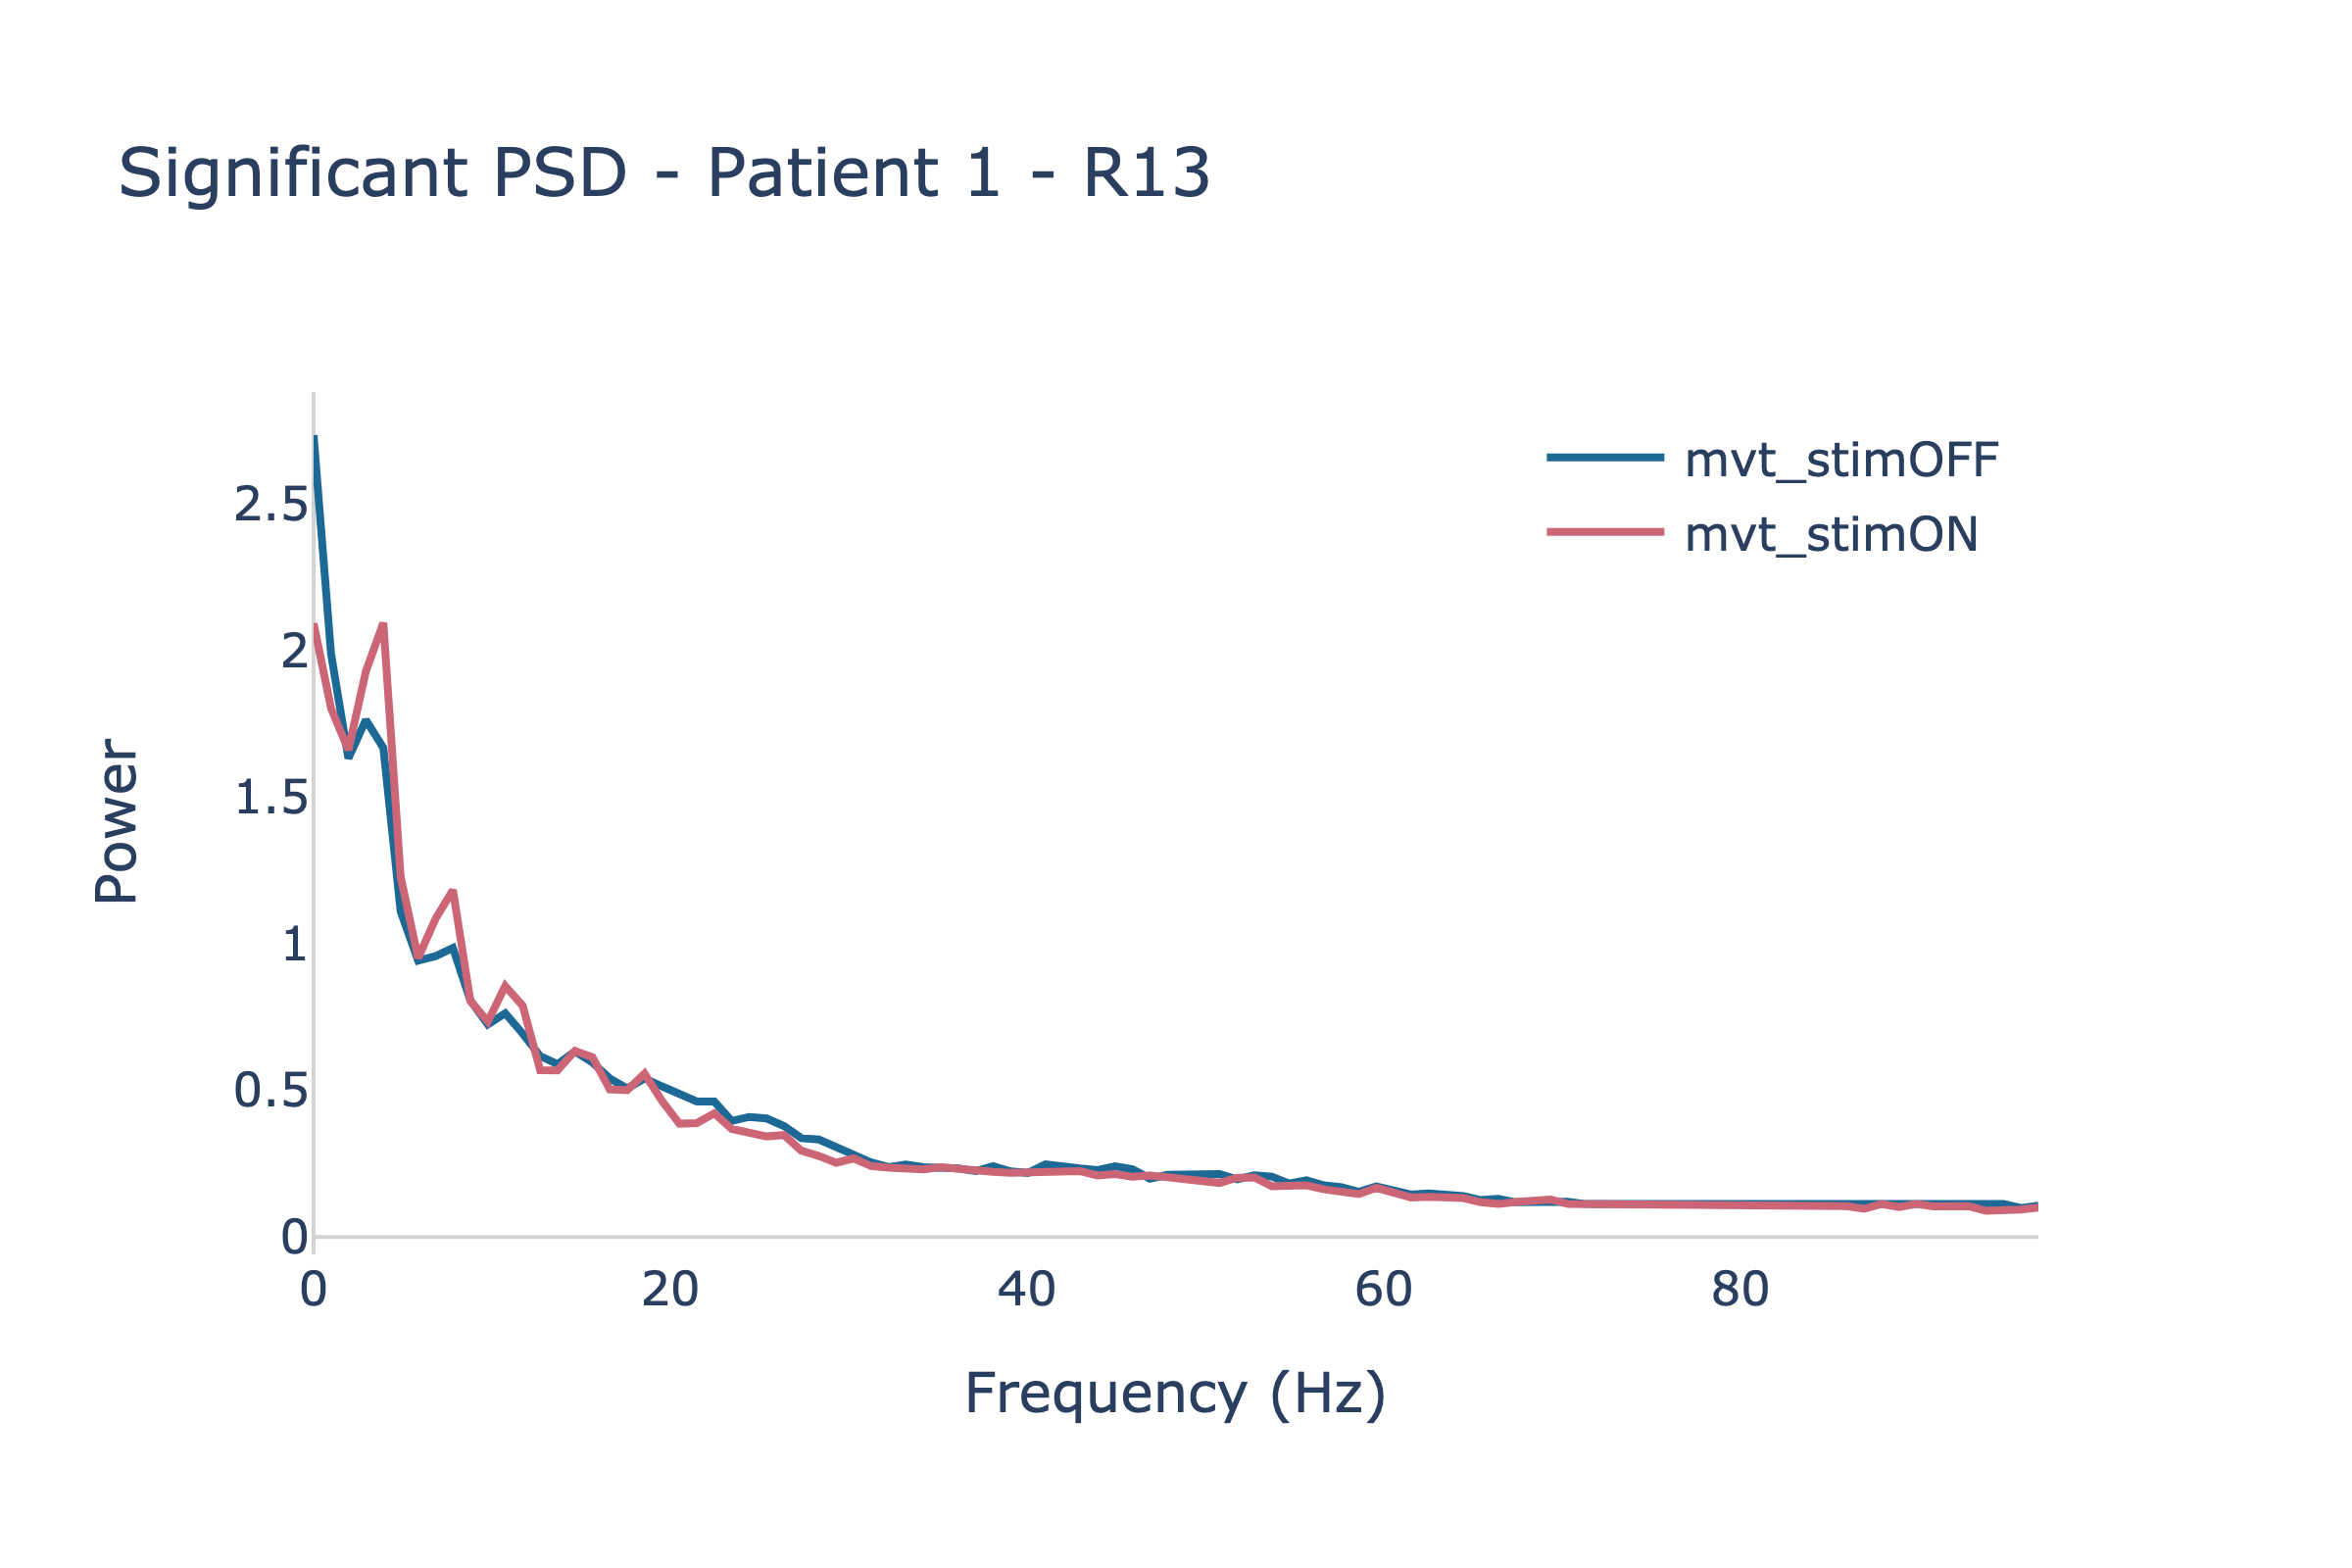 Significant PSD - Patient 1 - R13
mvt_stimOFF
mvt_stimON
2.5
2
1.5
1
0.5
0
Power
0 20 40 60 80
Frequency (Hz)